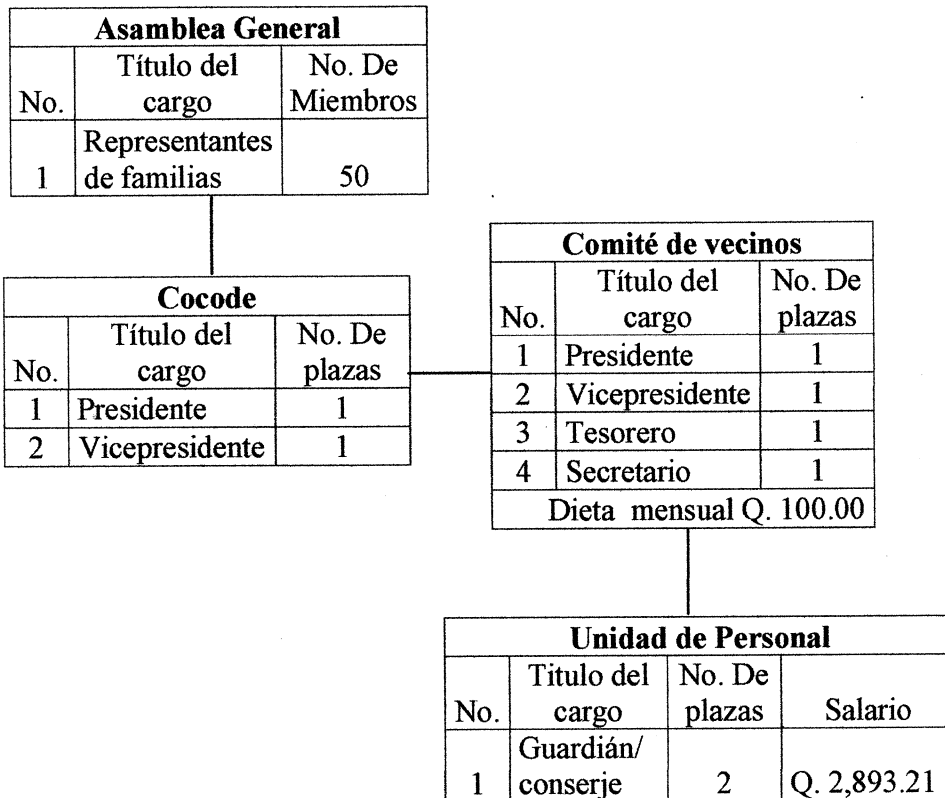 Asamblea General
No. Título del cargo No. De Miembros
1 Representantes de familias 50
Cocode
No. Título del cargo No. De plazas
1 Presidente 1
2 Vicepresidente 1
Comité de vecinos
No. Título del cargo No. De plazas
1 Presidente 1
2 Vicepresidente 1
3 Tesorero 1
4 Secretario 1
Dieta mensual Q. 100.00
Unidad de Personal
No. Titulo del cargo No. De plazas Salario
1 Guardián/ conserje 2 Q. 2,893.21